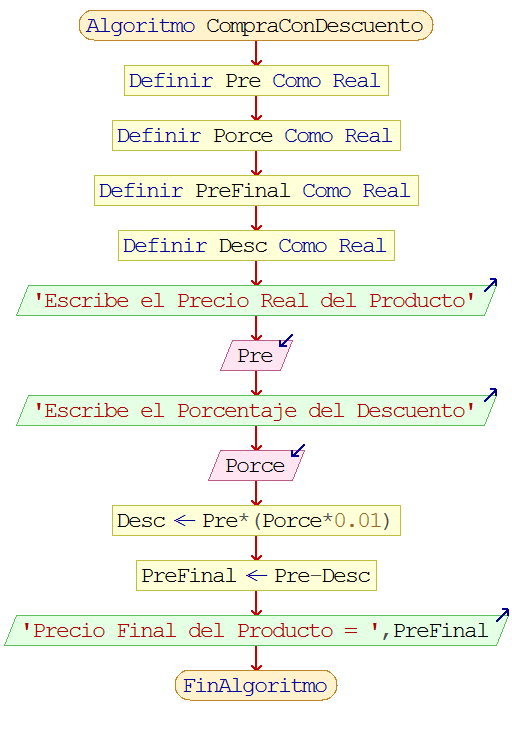 Algoritmo CompraConDescuento
Definir Pre Como Real
Definir Porce Como Real
Definir PreFinal Como Real
Definir Desc Como Real
'Escribe el Precio Real del Producto'
Pre
'Escribe el Porcentaje del Descuento'
Porce
Desc ← Pre*(Porce*0.01)
PreFinal ← Pre-Desc
'Precio Final del Producto = ',PreFinal
FinAlgoritmo